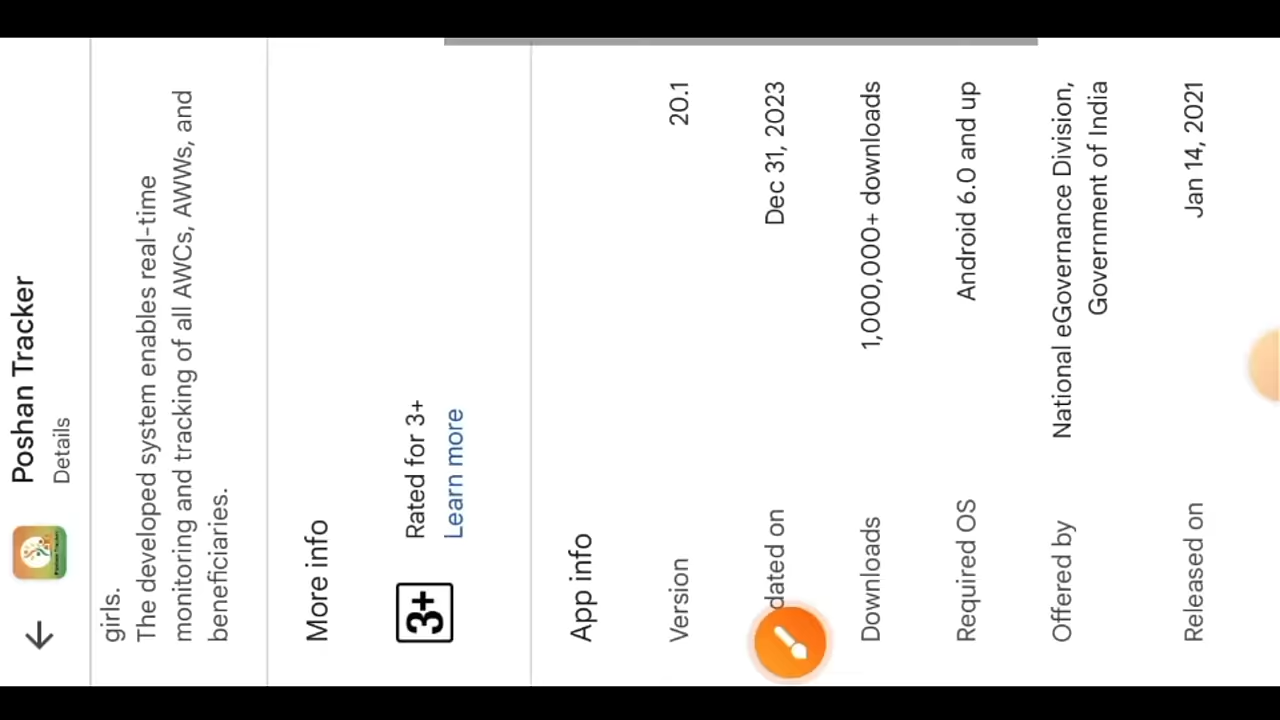 Poshan Tracker
Details
girls.
The developed system enables real-time
monitoring and tracking of all AWCs, AWWs, and
beneficiaries.
More info
3+
Rated for 3+
Learn more
App info
Version 20.1
dated on Dec 31, 2023
Downloads 1,000,000+ downloads
Required OS Android 6.0 and up
Offered by National eGovernance Division,
Government of India
Released on Jan 14, 2021